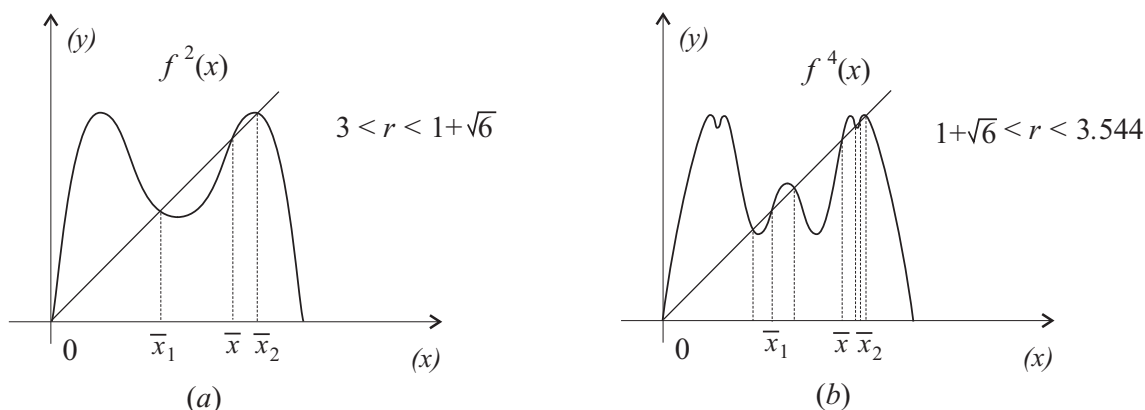 (y)
f ²(x)
3 < r < 1+√6
0
x̅₁
x̅
x̅₂
(x)
(a)
(y)
f ⁴(x)
1+√6 < r < 3.544
0
x̅₁
x̅
x̅₂
(x)
(b)